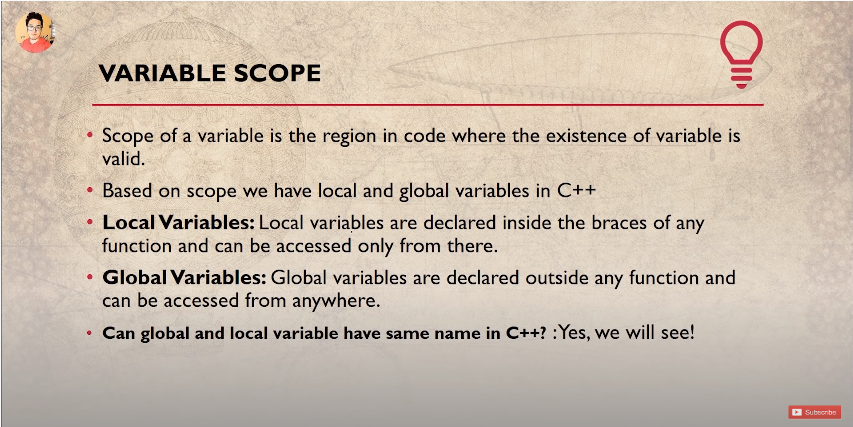 VARIABLE SCOPE
• Scope of a variable is the region in code where the existence of variable is
valid.
• Based on scope we have local and global variables in C++
• Local Variables: Local variables are declared inside the braces of any
function and can be accessed only from there.
• Global Variables: Global variables are declared outside any function and
can be accessed from anywhere.
• Can global and local variable have same name in C++? :Yes, we will see!
Subscribe